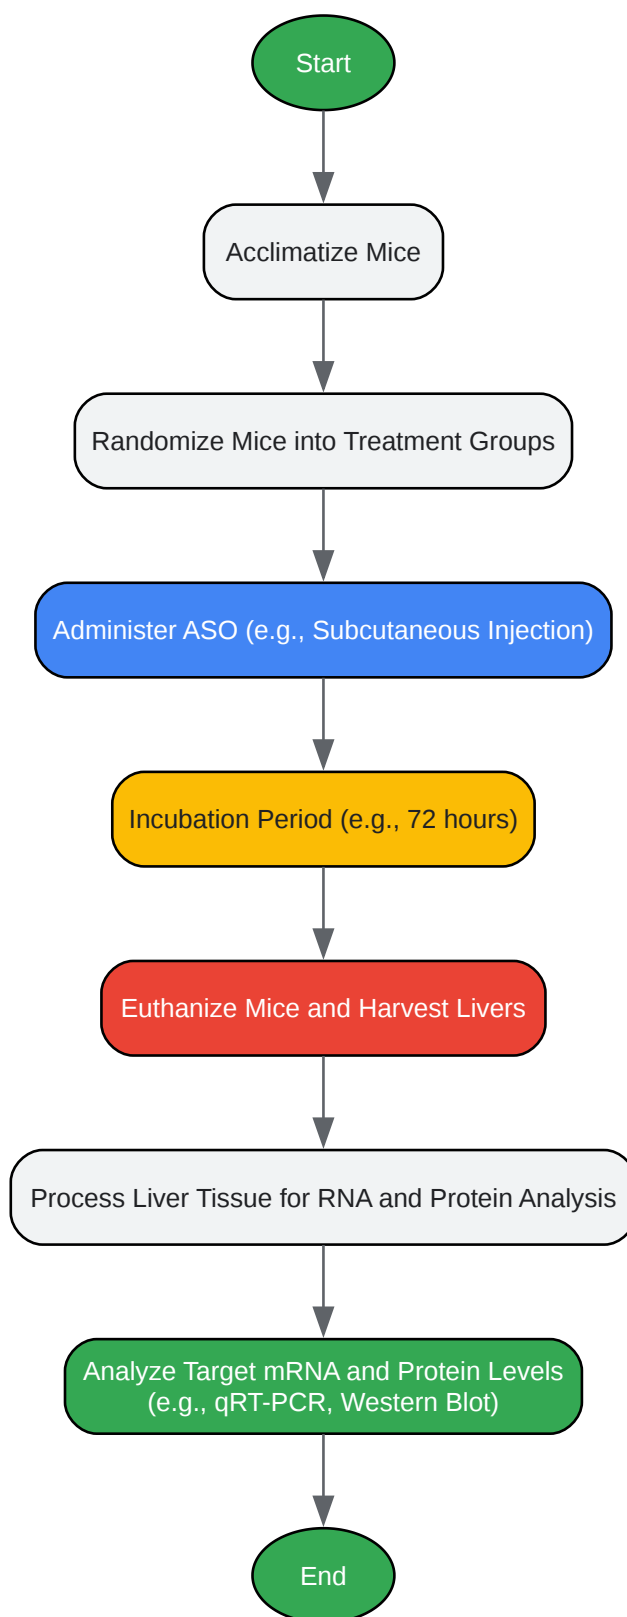 Start
Acclimatize Mice
Randomize Mice into Treatment Groups
Administer ASO (e.g., Subcutaneous Injection)
Incubation Period (e.g., 72 hours)
Euthanize Mice and Harvest Livers
Process Liver Tissue for RNA and Protein Analysis
Analyze Target mRNA and Protein Levels
(e.g., qRT-PCR, Western Blot)
End